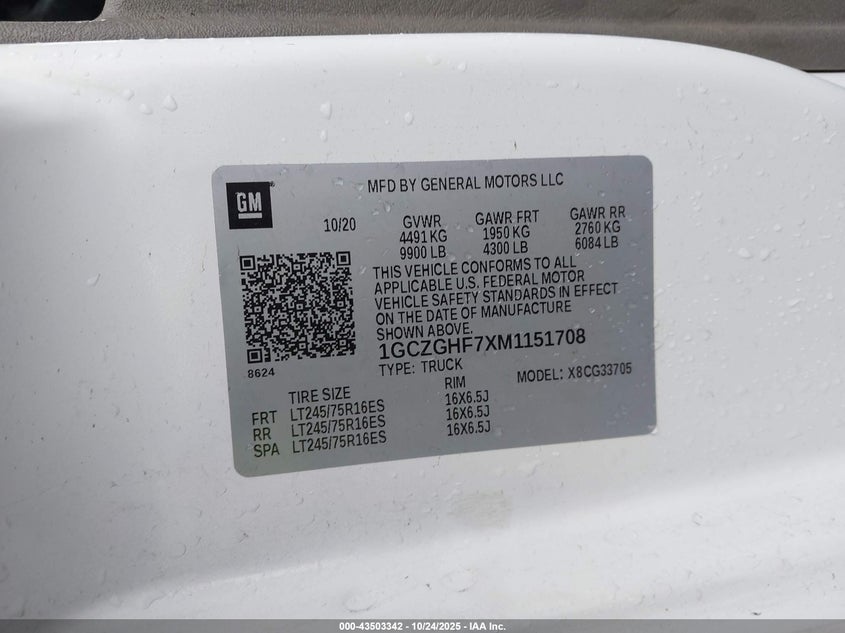 GM
MFD BY GENERAL MOTORS LLC
10/20
GVWR GAWR FRT GAWR RR
4491 KG 1950 KG 2760 KG
9900 LB 4300 LB 6084 LB
THIS VEHICLE CONFORMS TO ALL
APPLICABLE U.S. FEDERAL MOTOR
VEHICLE SAFETY STANDARDS IN EFFECT
ON THE DATE OF MANUFACTURE
SHOWN ABOVE.
8624
1GCZGHF7XM1151708
TYPE: TRUCK MODEL: X8CG33705
TIRE SIZE RIM
FRT LT245/75R16ES 16X6.5J
RR LT245/75R16ES 16X6.5J
SPA LT245/75R16ES 16X6.5J
000-43503342 • 10/24/2025 • IAA Inc.